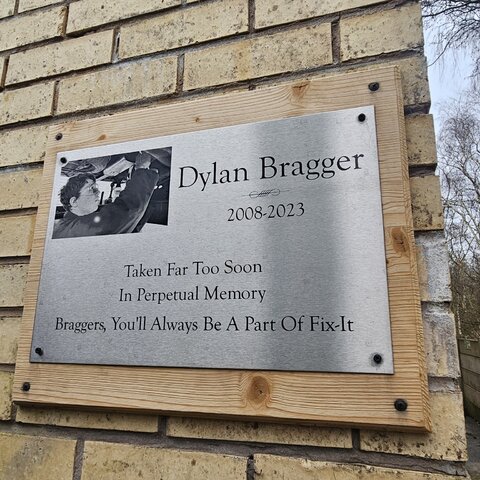 Dylan Bragger
2008-2023
Taken Far Too Soon
In Perpetual Memory
Braggers, You'll Always Be A Part Of Fix-It